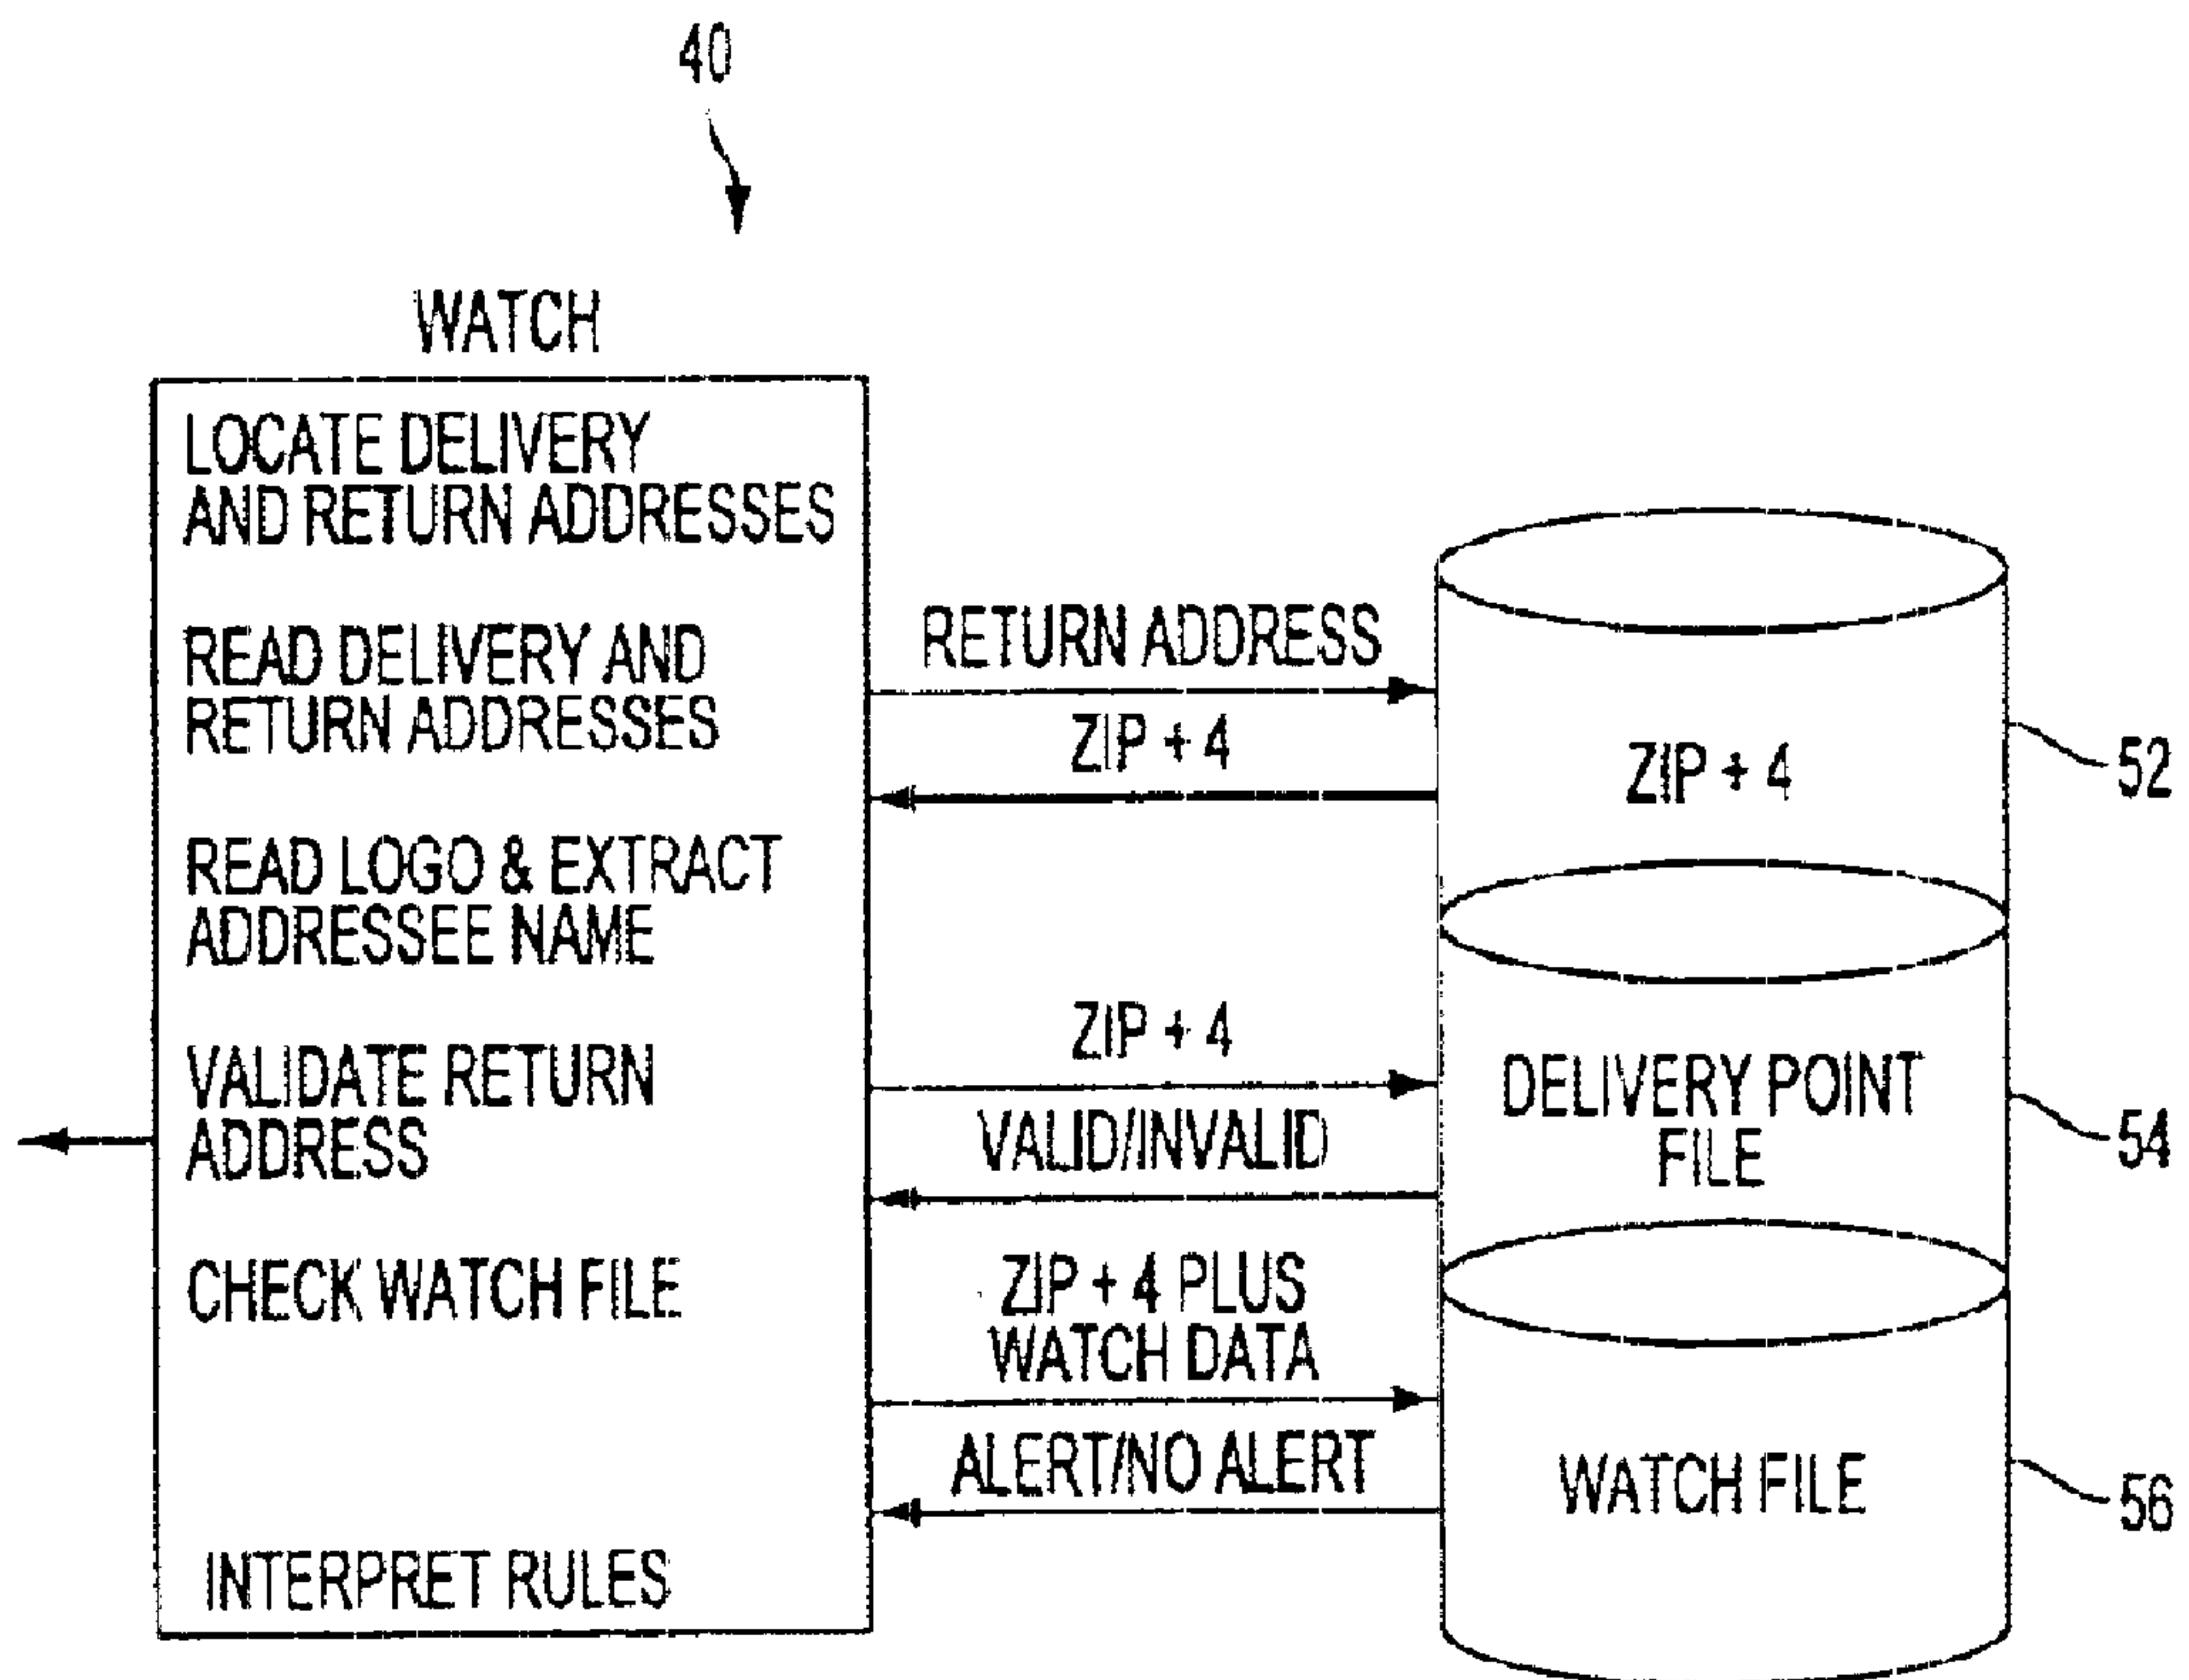 40
WATCH
LOCATE DELIVERY
AND RETURN ADDRESSES
READ DELIVERY AND
RETURN ADDRESSES
READ LOGO & EXTRACT
ADDRESSEE NAME
VALIDATE RETURN
ADDRESS
CHECK WATCH FILE
INTERPRET RULES
RETURN ADDRESS
ZIP + 4
ZIP + 4
VALID/INVALID
ZIP + 4 PLUS
WATCH DATA
ALERT/NO ALERT
ZIP + 4
52
DELIVERY POINT
FILE
54
WATCH FILE
56